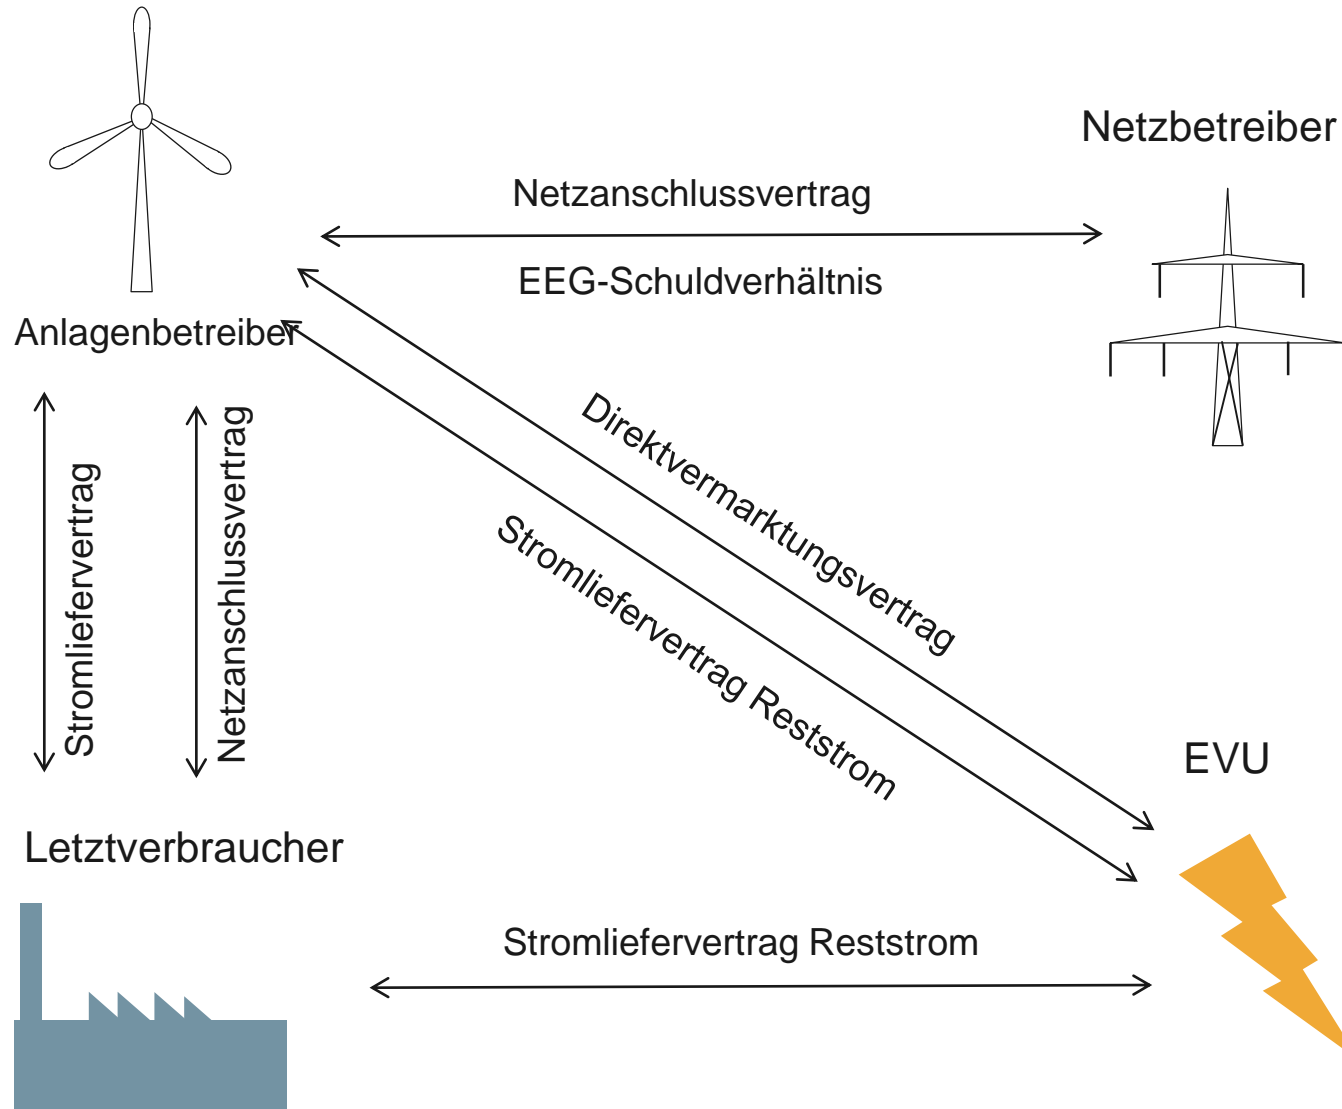 Netzbetreiber
Netzanschlussvertrag
EEG-Schuldverhältnis
Anlagenbetreiber
Direktvermarktungsvertrag
Stromliefervertrag Reststrom
Stromliefervertrag
Netzanschlussvertrag
EVU
Letztverbraucher
Stromliefervertrag Reststrom